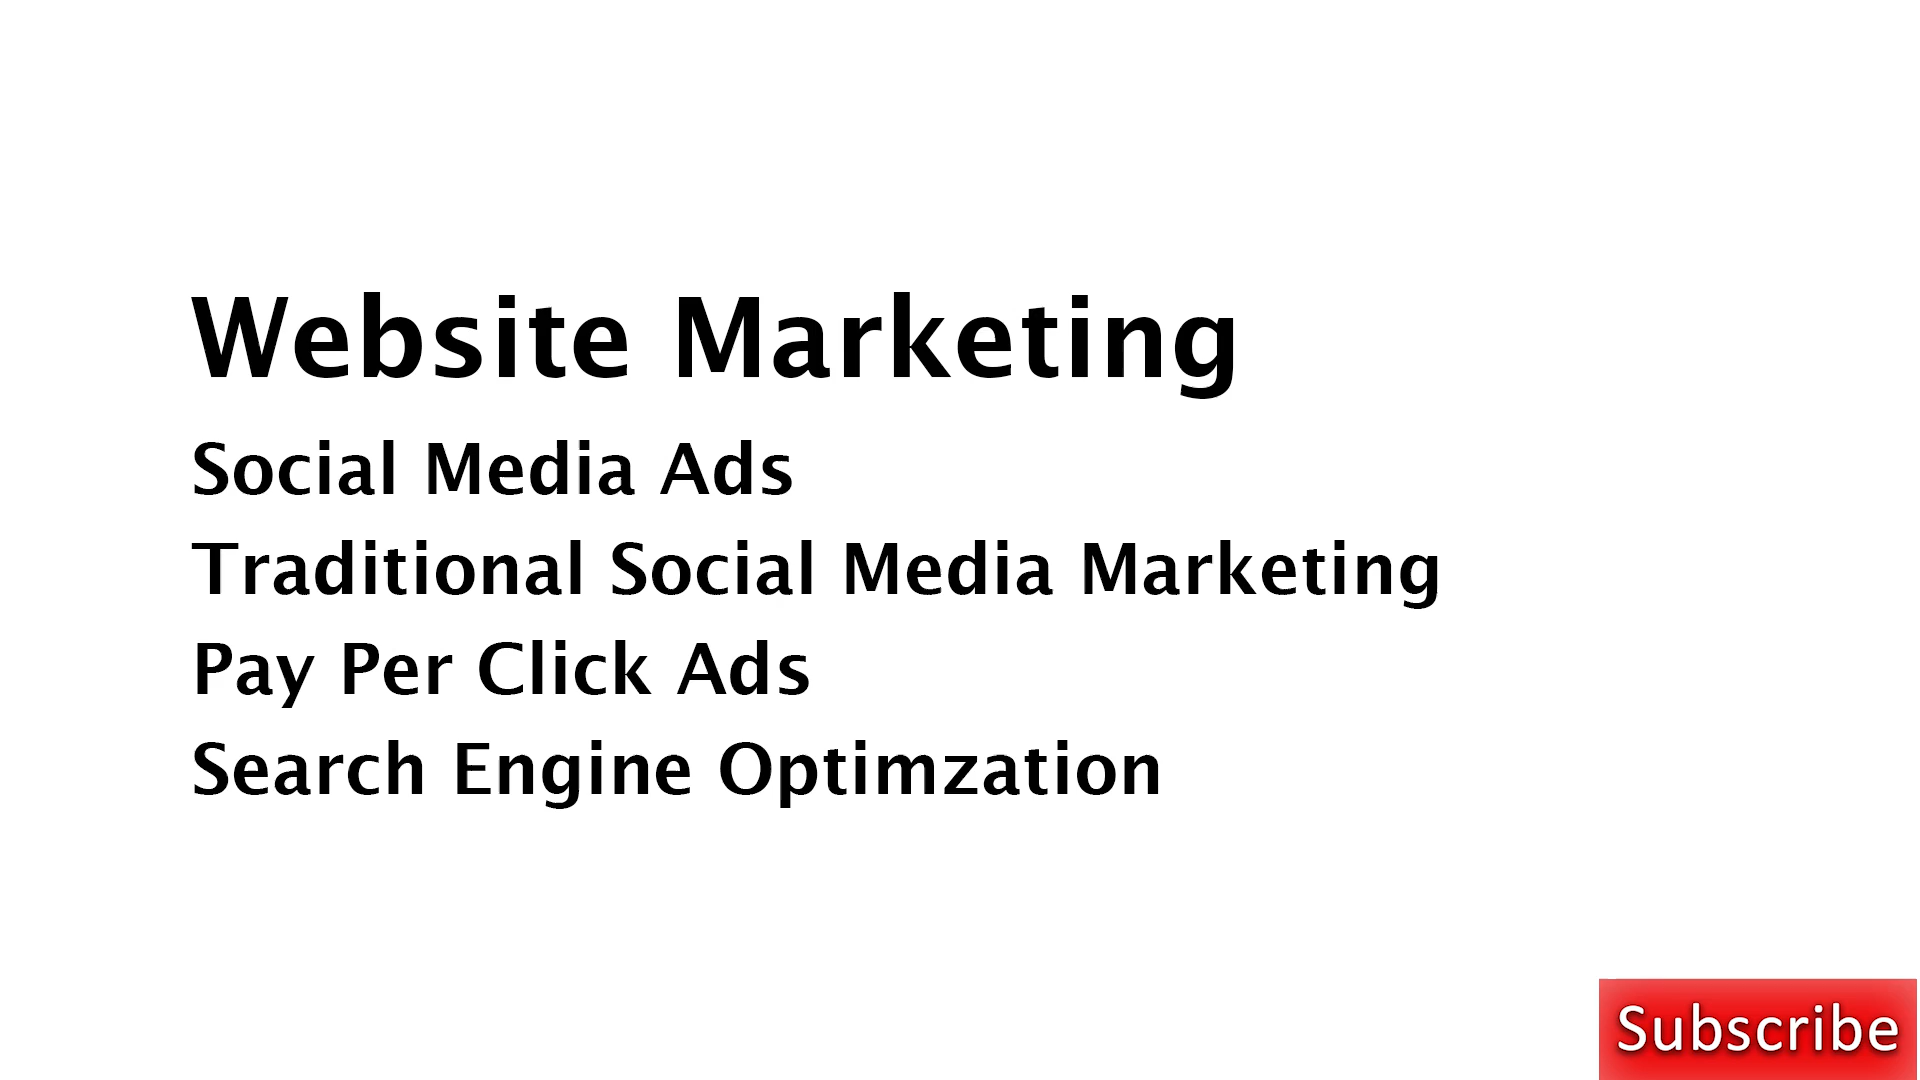 Website Marketing
Social Media Ads
Traditional Social Media Marketing
Pay Per Click Ads
Search Engine Optimzation
Subscribe